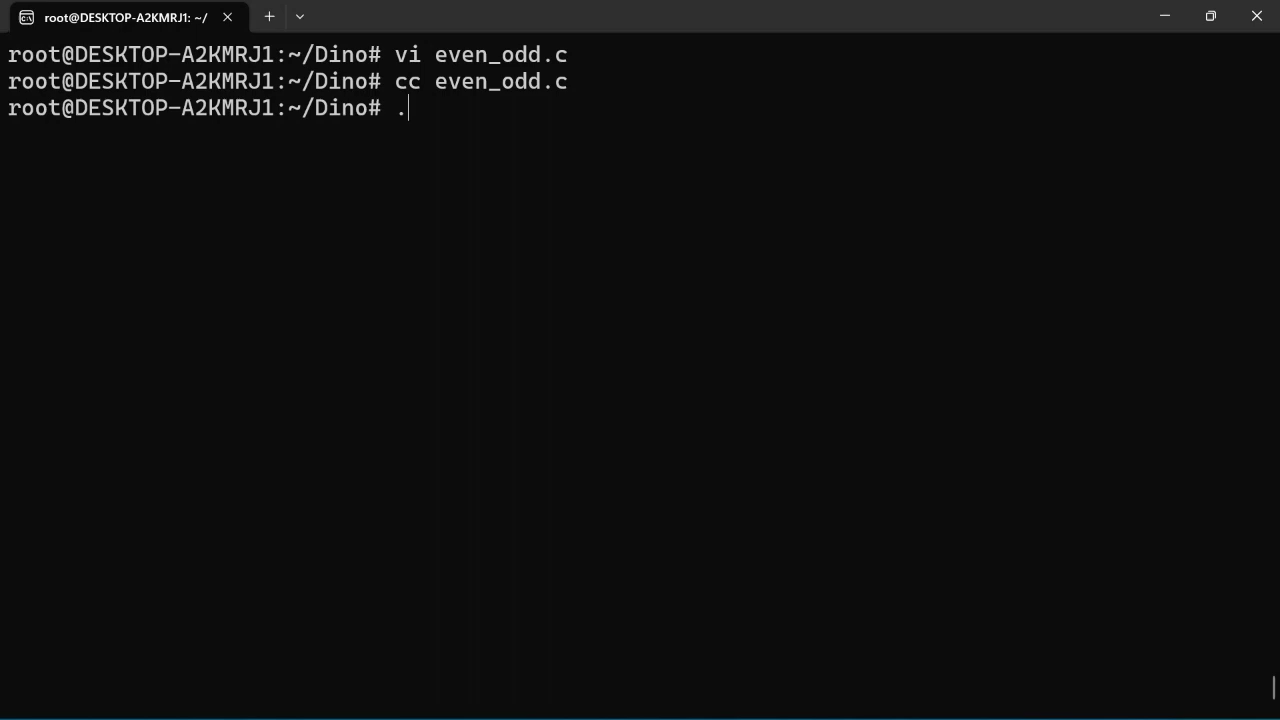 root@DESKTOP-A2KMRJ1: ~/
root@DESKTOP-A2KMRJ1:~/Dino# vi even_odd.c
root@DESKTOP-A2KMRJ1:~/Dino# cc even_odd.c
root@DESKTOP-A2KMRJ1:~/Dino# .